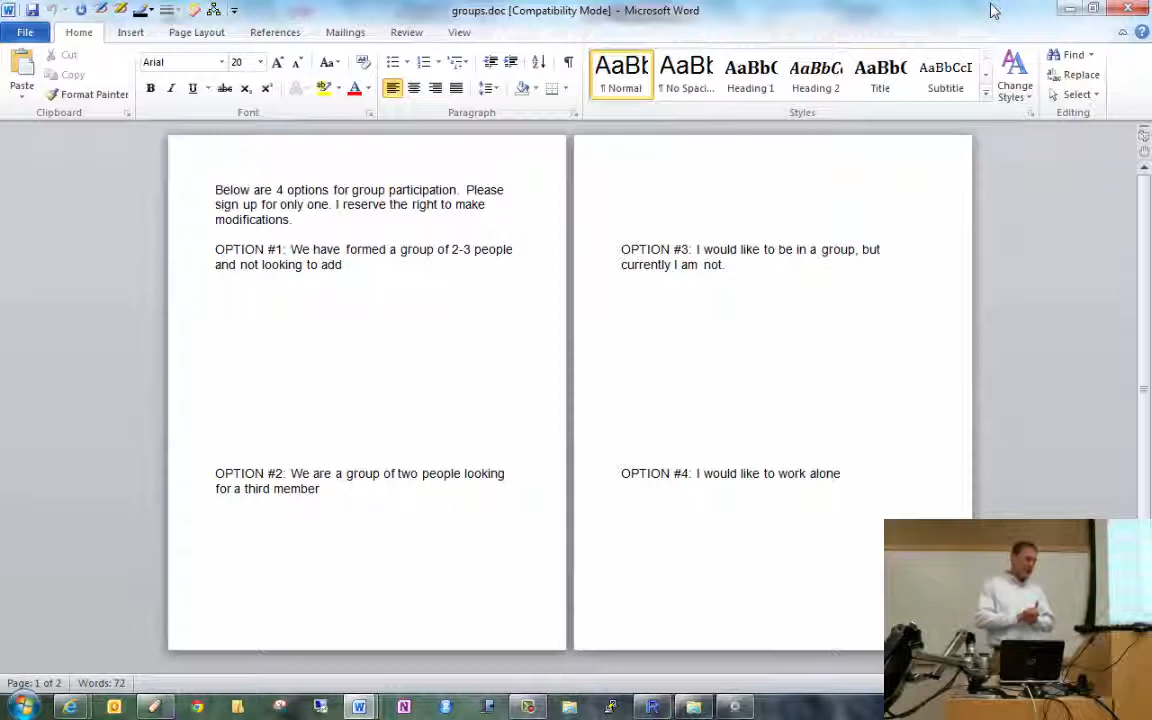 groups.doc [Compatibility Mode] - Microsoft Word
File Home Insert Page Layout References Mailings Review View
Paste
Cut
Copy
Format Painter
Clipboard
Arial 20
Font
Paragraph
AaBb AaBb AaBb( AaBbC AaBb( AaBbCcD
¶ Normal ¶ No Spaci... Heading 1 Heading 2 Title Subtitle
Change
Styles
Styles
Find
Replace
Select
Editing
Below are 4 options for group participation. Please
sign up for only one. I reserve the right to make
modifications.
OPTION #1: We have formed a group of 2-3 people
and not looking to add
OPTION #2: We are a group of two people looking
for a third member
OPTION #3: I would like to be in a group, but
currently I am not.
OPTION #4: I would like to work alone
Page: 1 of 2 Words: 72